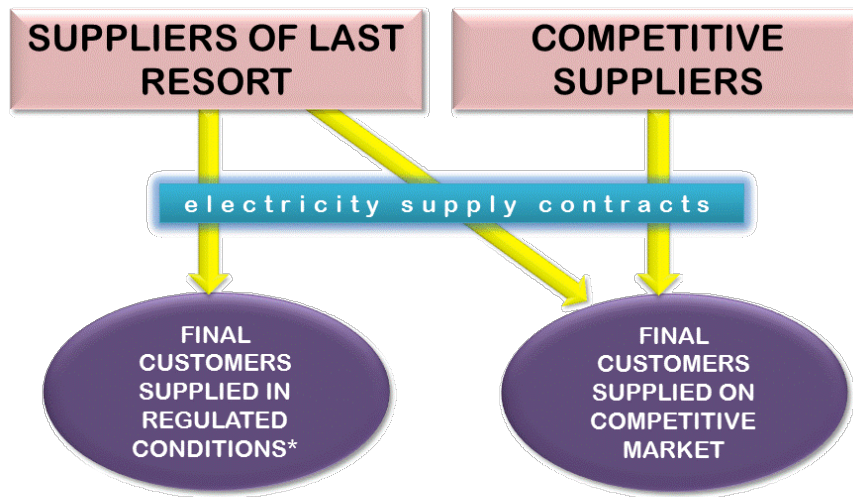 SUPPLIERS OF LAST
RESORT
COMPETITIVE
SUPPLIERS
electricity supply contracts
FINAL
CUSTOMERS
SUPPLIED IN
REGULATED
CONDITIONS*
FINAL
CUSTOMERS
SUPPLIED ON
COMPETITIVE
MARKET